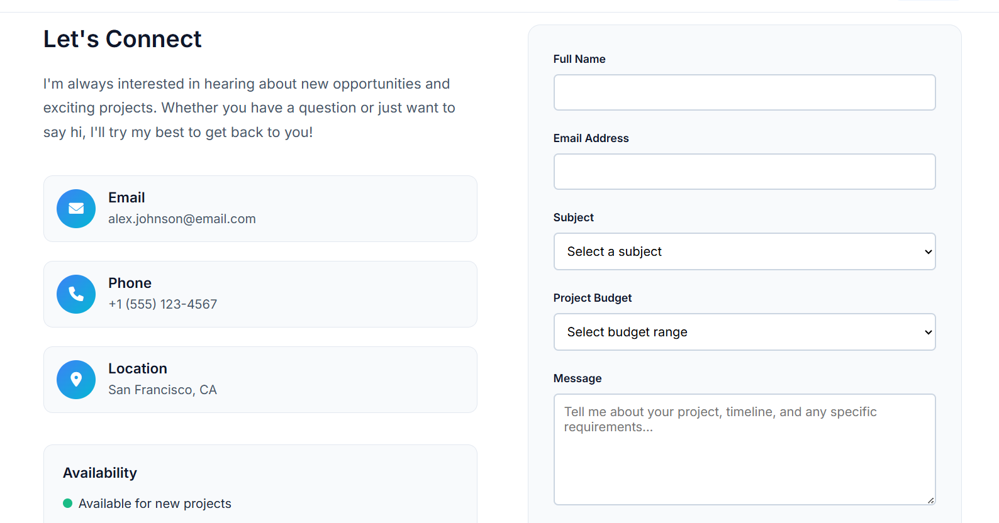 Let's Connect
I'm always interested in hearing about new opportunities and
exciting projects. Whether you have a question or just want to
say hi, I'll try my best to get back to you!
Email
alex.johnson@email.com
Phone
+1 (555) 123-4567
Location
San Francisco, CA
Availability
Available for new projects
Full Name
Email Address
Subject
Select a subject
Project Budget
Select budget range
Message
Tell me about your project, timeline, and any specific
requirements...